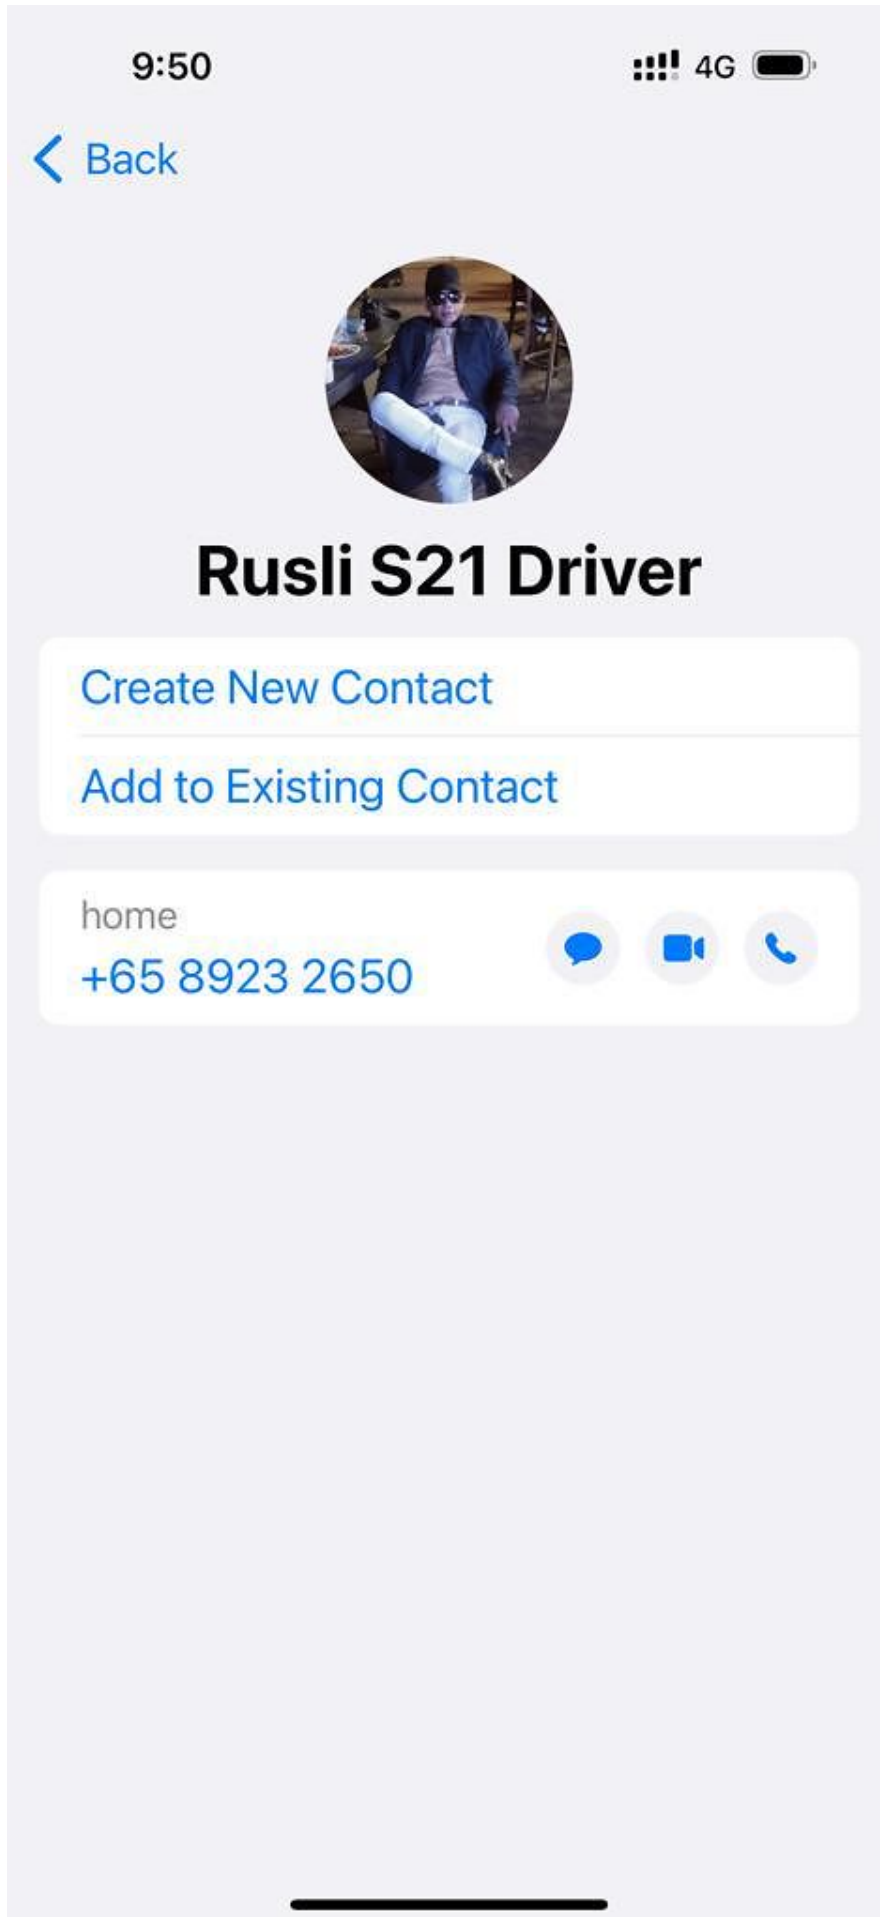 9:50 4G
Back
Rusli S21 Driver
Create New Contact
Add to Existing Contact
home
+65 8923 2650